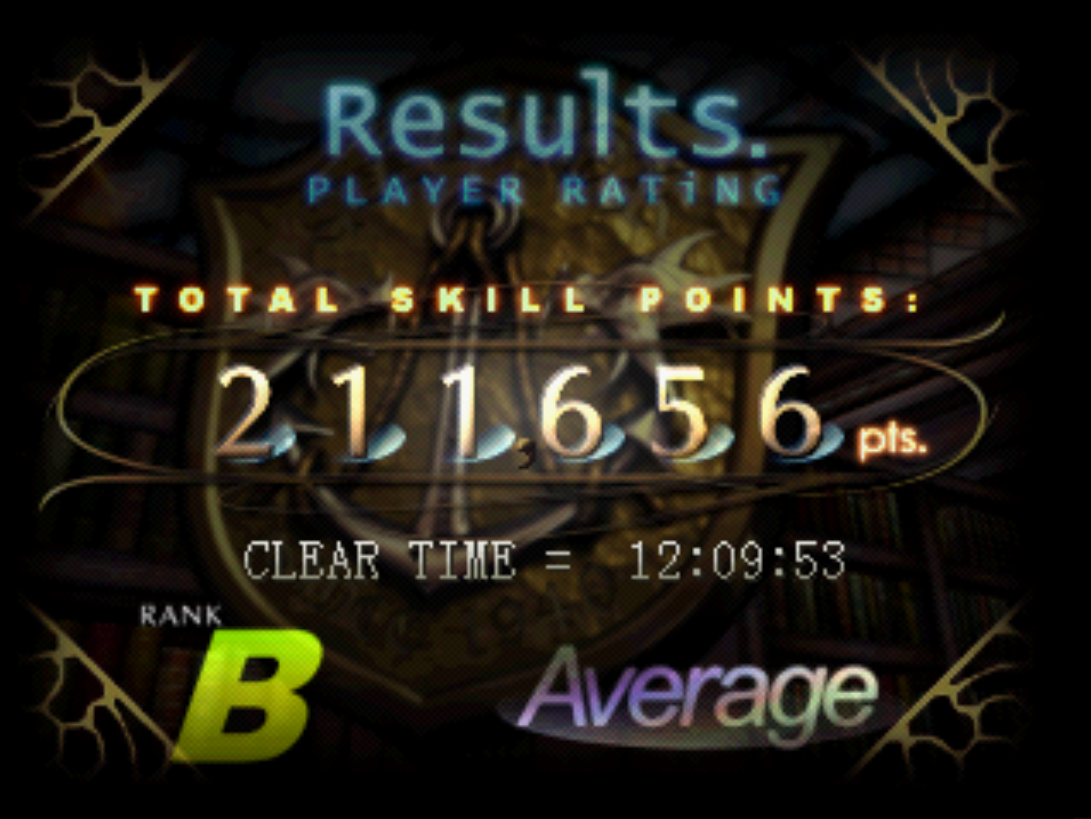 Results.
PLAYER RATiNG
TOTAL SKILL POINTS:
211,656 pts.
CLEAR TIME = 12:09:53
RANK
B Average